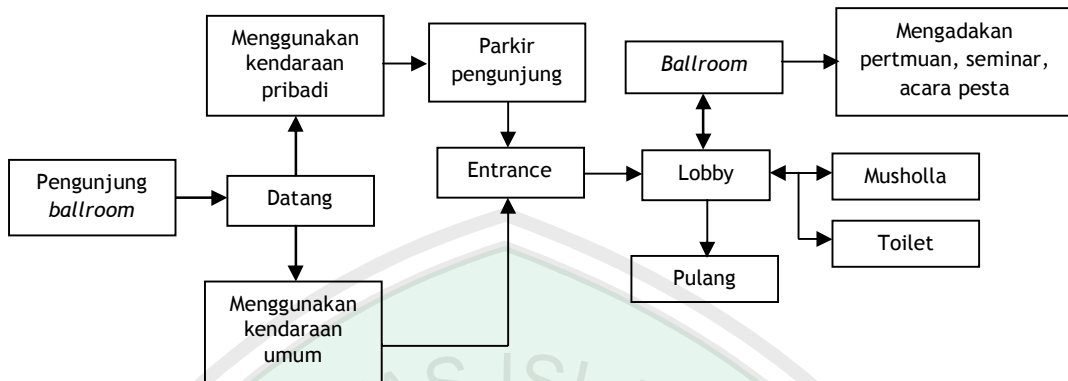 Pengunjung
ballroom
Datang
Menggunakan
kendaraan
pribadi
Parkir
pengunjung
Menggunakan
kendaraan
umum
Entrance
Lobby
Ballroom
Mengadakan
pertmuan, seminar,
acara pesta
Musholla
Toilet
Pulang